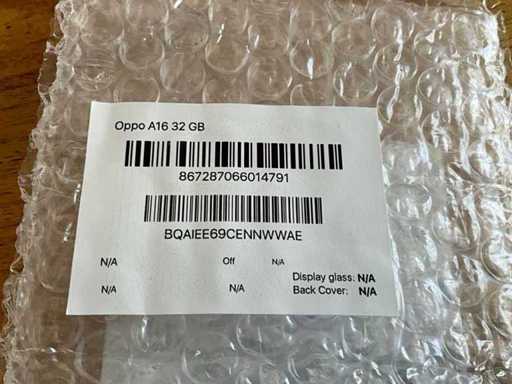 Oppo A16 32 GB
867287066014791
BQAIEE69CENNWWAE
N/A Off N/A
Display glass: N/A
N/A N/A Back Cover: N/A